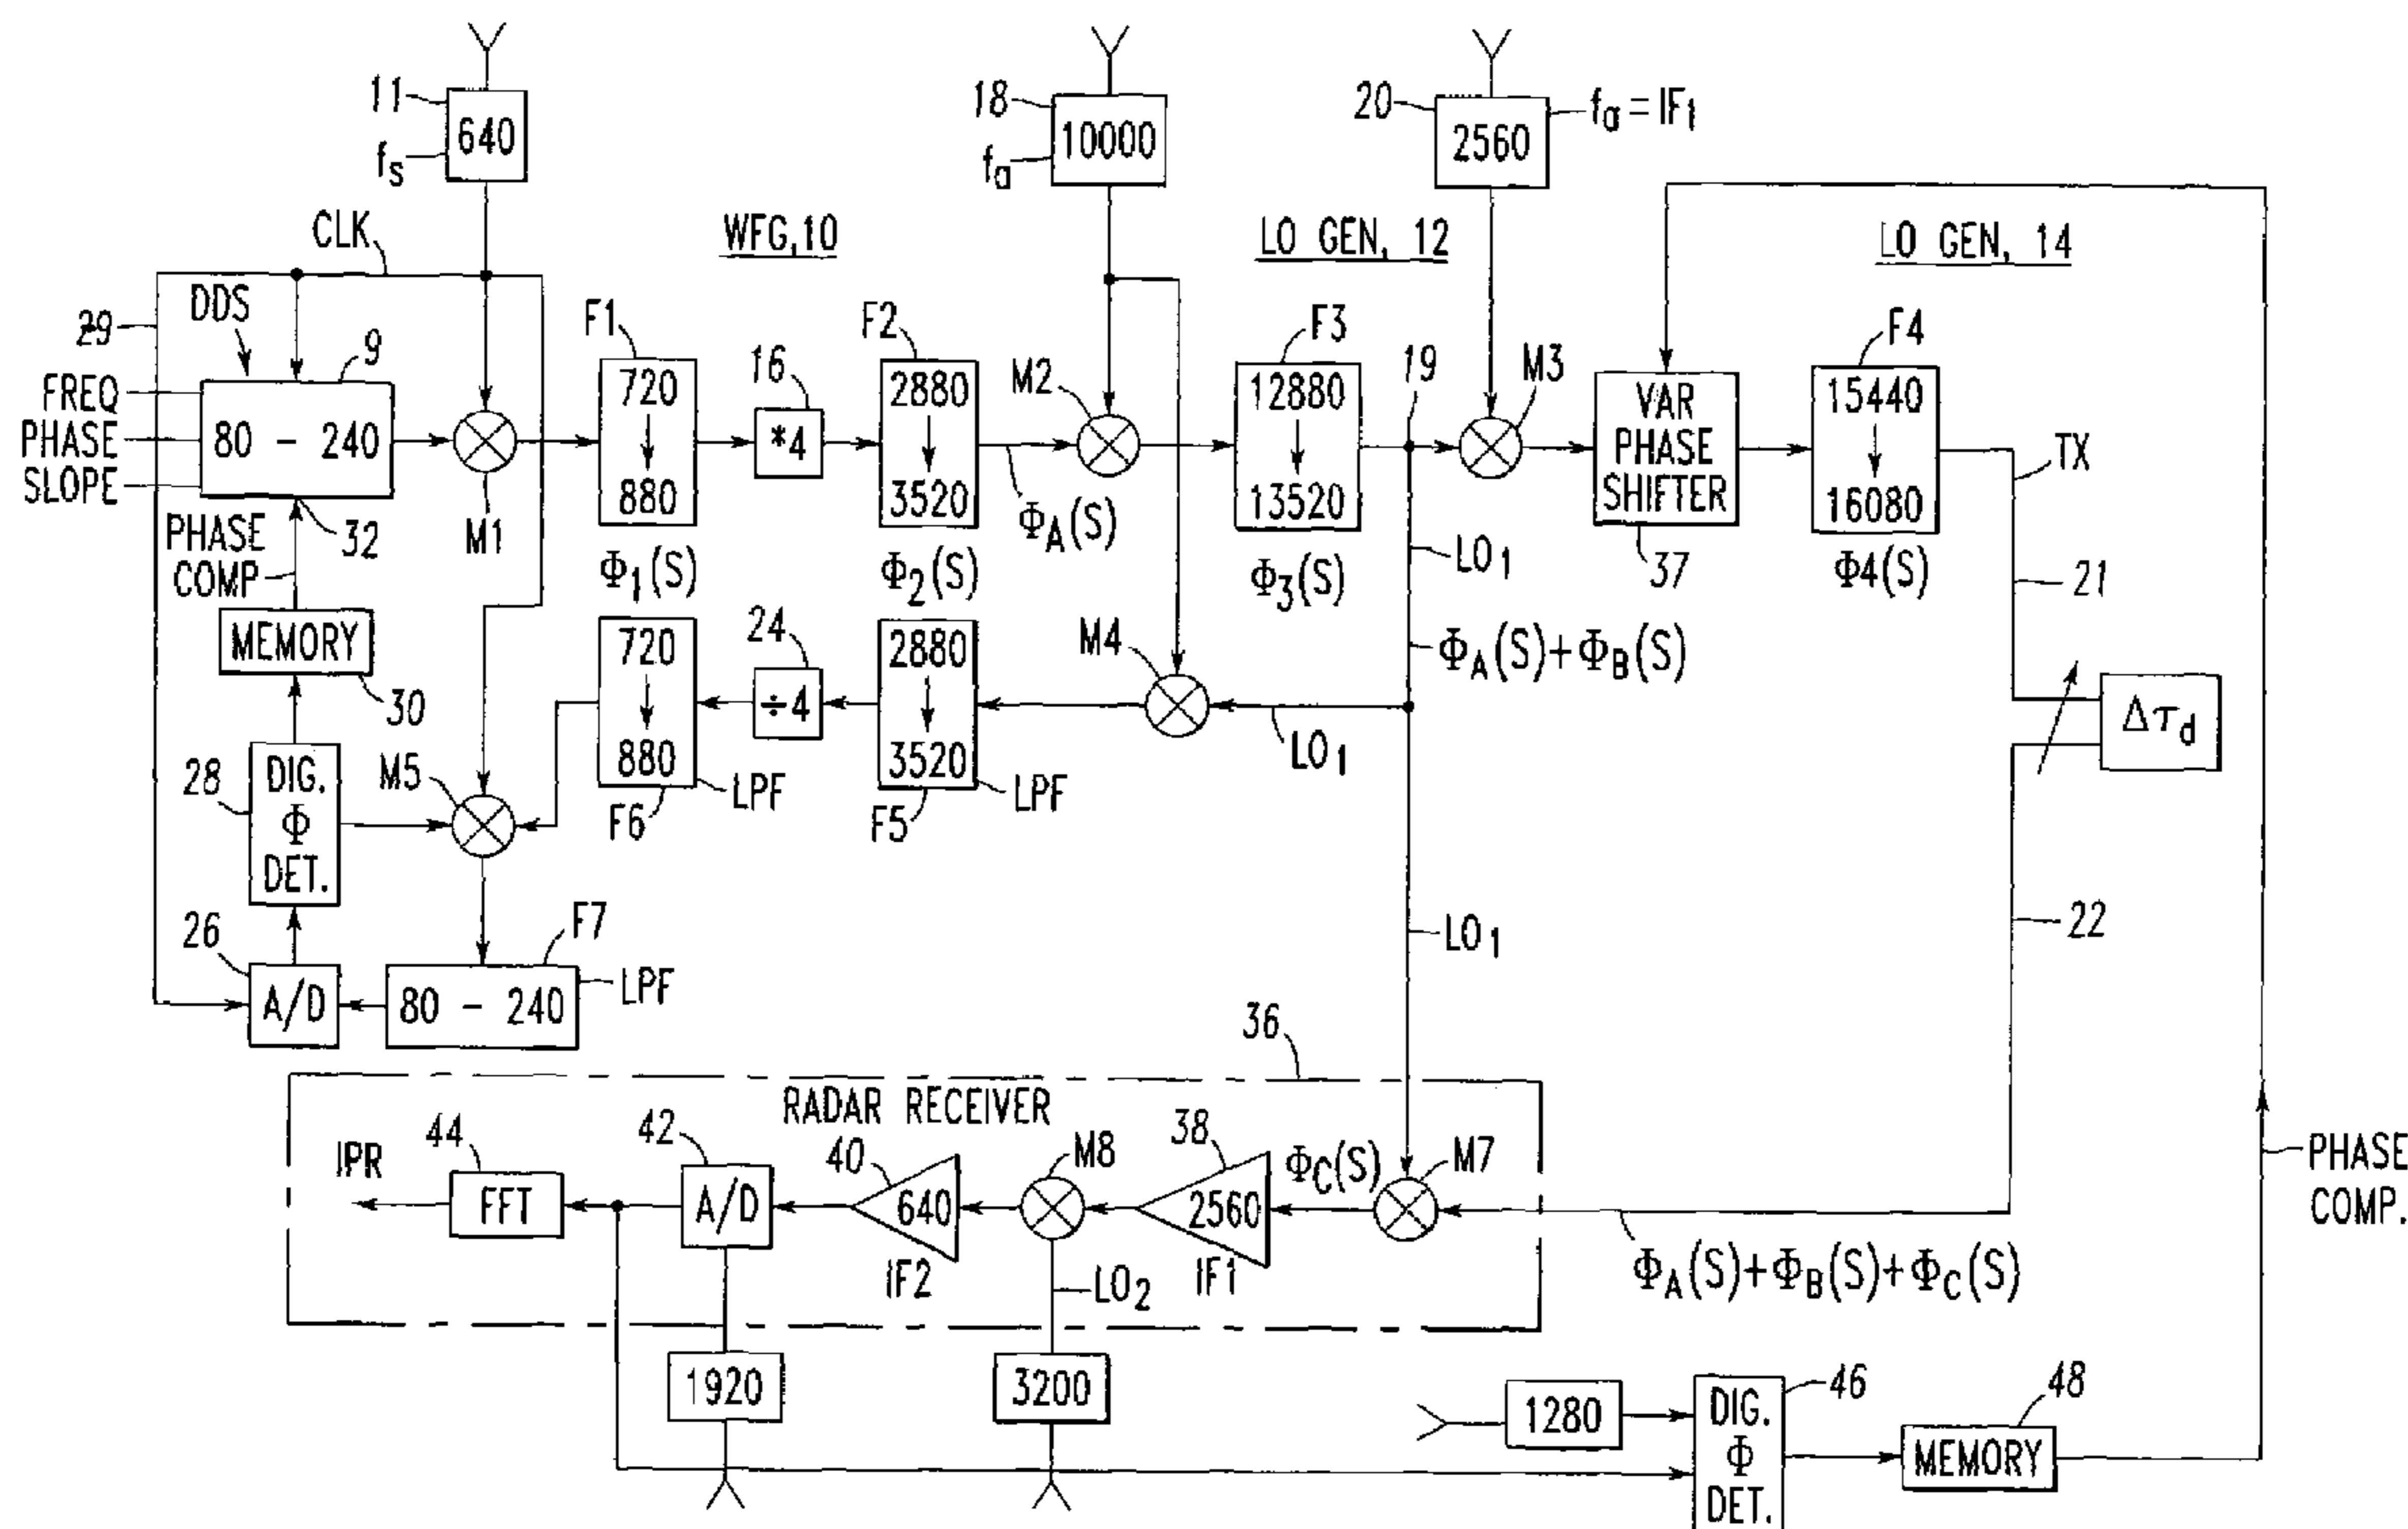 11
640
fs
18
10000
fa
20
2560
fa = IF1
CLK
WFG,10
LO GEN, 12
LO GEN, 14
29
DDS
9
FREQ
PHASE
SLOPE
80 - 240
M1
F1
720
880
Φ1(S)
16
*4
F2
2880
3520
Φ2(S)
M2
ΦA(S)
F3
12880
13520
Φ3(S)
19
M3
VAR
PHASE
SHIFTER
37
F4
15440
16080
Φ4(S)
TX
21
PHASE
COMP
32
MEMORY
30
LO1
ΦA(S)+ΦB(S)
720
880
LPF
F6
24
÷4
2880
3520
LPF
F5
M4
LO1
Δτd
28
DIG.
Φ
DET.
M5
26
A/D
F7
80 - 240
LPF
LO1
22
36
RADAR RECEIVER
IPR
44
FFT
42
A/D
40
640
IF2
M8
LO2
38
2560
IF1
ΦC(S)
M7
ΦA(S)+ΦB(S)+ΦC(S)
PHASE
COMP.
1920
3200
1280
DIG.
Φ
DET.
46
MEMORY
48